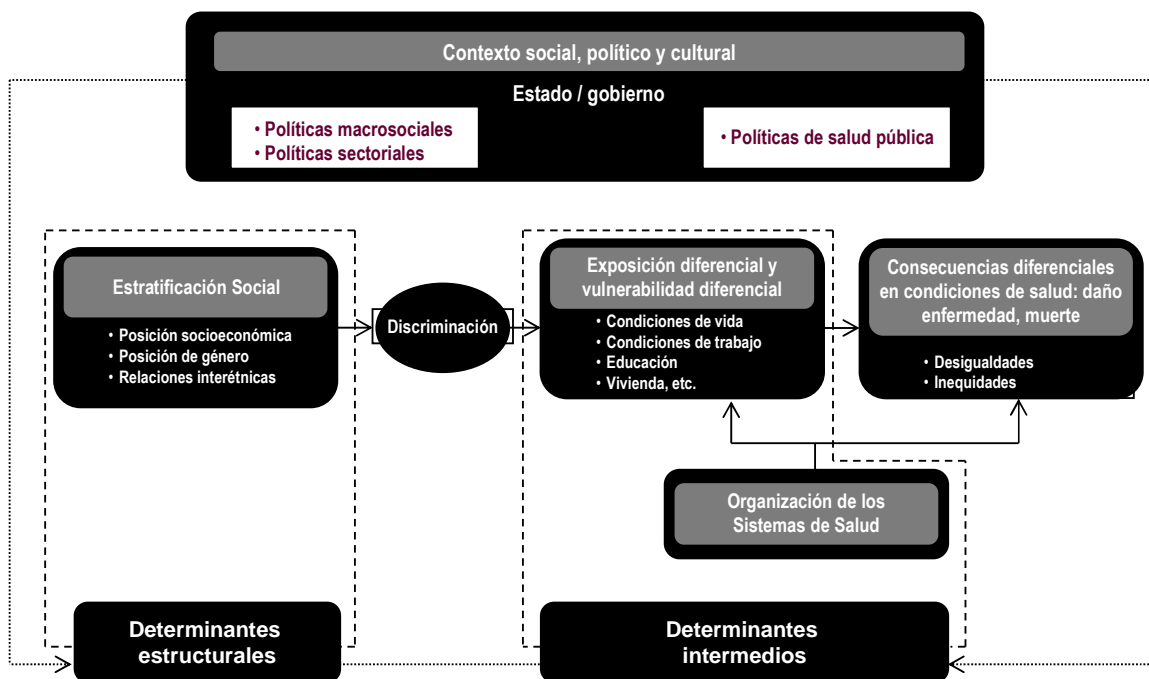 Contexto social, político y cultural
Estado / gobierno
• Políticas macrosociales
• Políticas sectoriales
• Políticas de salud pública
Estratificación Social
• Posición socioeconómica
• Posición de género
• Relaciones interétnicas
Discriminación
Exposición diferencial y
vulnerabilidad diferencial
• Condiciones de vida
• Condiciones de trabajo
• Educación
• Vivienda, etc.
Consecuencias diferenciales
en condiciones de salud: daño
enfermedad, muerte
• Desigualdades
• Inequidades
Organización de los
Sistemas de Salud
Determinantes
estructurales
Determinantes
intermedios